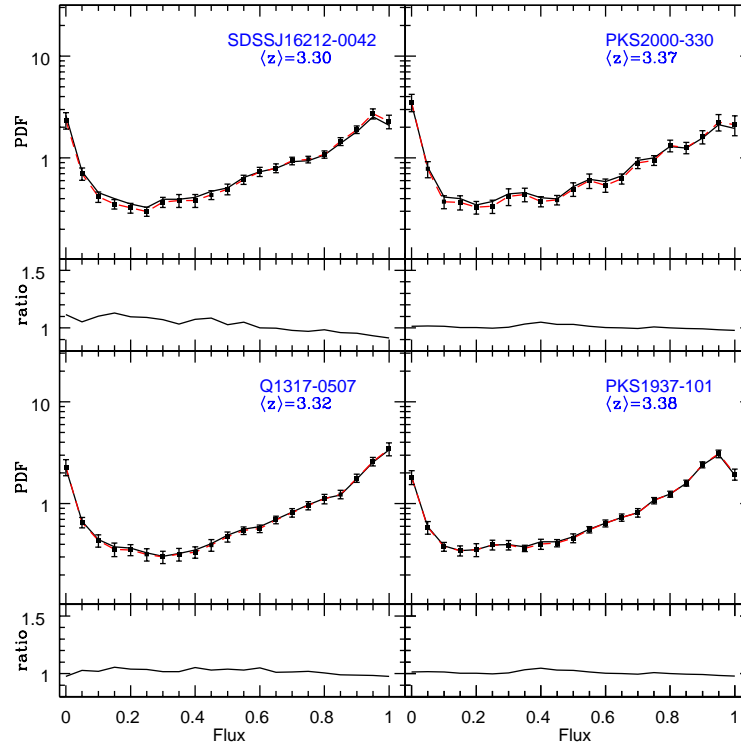 SDSSJ16212-0042
⟨z⟩=3.30
PKS2000-330
⟨z⟩=3.37
10
1
PDF
1.5
1
ratio
Q1317-0507
⟨z⟩=3.32
PKS1937-101
⟨z⟩=3.38
10
1
PDF
1.5
1
ratio
0 0.2 0.4 0.6 0.8 1 0 0.2 0.4 0.6 0.8 1
Flux Flux